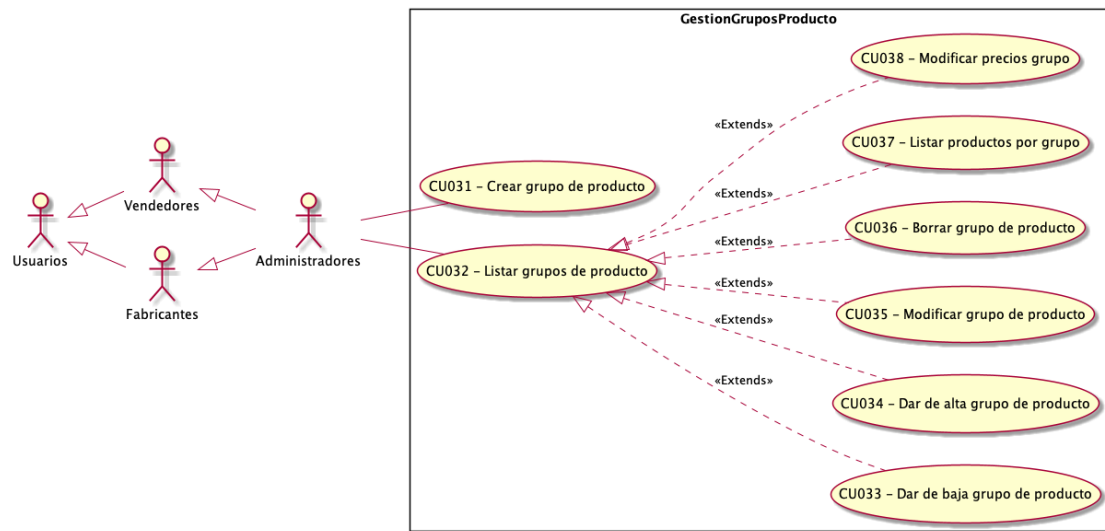 GestionGruposProducto
CU038 – Modificar precios grupo
«Extends»
CU037 – Listar productos por grupo
Vendedores
CU031 – Crear grupo de producto
«Extends»
CU036 – Borrar grupo de producto
«Extends»
Usuarios
Administradores
CU032 – Listar grupos de producto
Fabricantes
«Extends»
CU035 – Modificar grupo de producto
«Extends»
«Extends»
CU034 – Dar de alta grupo de producto
CU033 – Dar de baja grupo de producto